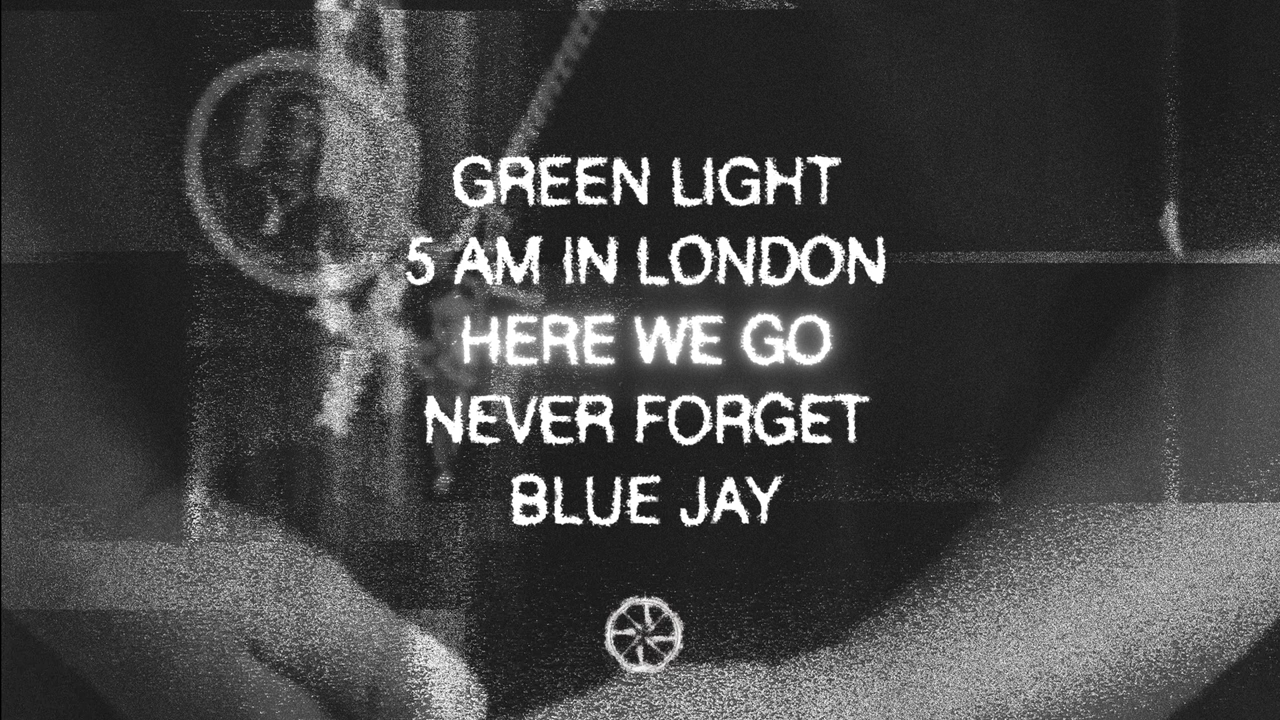 GREEN LIGHT
5 AM IN LONDON
HERE WE GO
NEVER FORGET
BLUE JAY